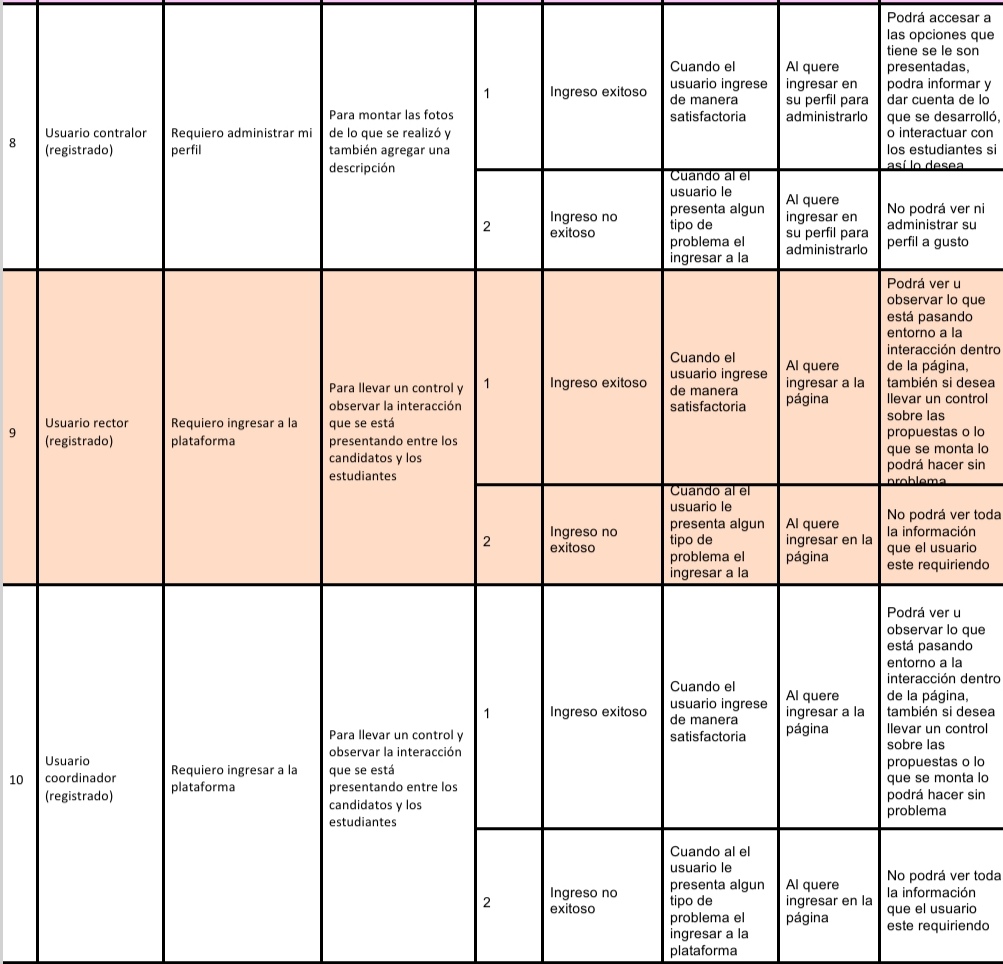 8
Usuario contralor
(registrado)
Requiero administrar mi
perfil
Para montar las fotos
de lo que se realizó y
también agregar una
descripción
1
Ingreso exitoso
Cuando el
usuario ingrese
de manera
satisfactoria
Al quere
ingresar en
su perfil para
administrarlo
Podrá accesar a
las opciones que
tiene se le son
presentadas,
podra informar y
dar cuenta de lo
que se desarrolló,
o interactuar con
los estudiantes si
así lo desea
2
Ingreso no
exitoso
Cuando al el
usuario le
presenta algun
tipo de
problema el
ingresar a la
Al quere
ingresar en
su perfil para
administrarlo
No podrá ver ni
administrar su
perfil a gusto
9
Usuario rector
(registrado)
Requiero ingresar a la
plataforma
Para llevar un control y
observar la interacción
que se está
presentando entre los
candidatos y los
estudiantes
1
Ingreso exitoso
Cuando el
usuario ingrese
de manera
satisfactoria
Al quere
ingresar a la
página
Podrá ver u
observar lo que
está pasando
entorno a la
interacción dentro
de la página,
también si desea
llevar un control
sobre las
propuestas o lo
que se monta lo
podrá hacer sin
problema
2
Ingreso no
exitoso
Cuando al el
usuario le
presenta algun
tipo de
problema el
ingresar a la
Al quere
ingresar en la
página
No podrá ver toda
la información
que el usuario
este requiriendo
10
Usuario
coordinador
(registrado)
Requiero ingresar a la
plataforma
Para llevar un control y
observar la interacción
que se está
presentando entre los
candidatos y los
estudiantes
1
Ingreso exitoso
Cuando el
usuario ingrese
de manera
satisfactoria
Al quere
ingresar a la
página
Podrá ver u
observar lo que
está pasando
entorno a la
interacción dentro
de la página,
también si desea
llevar un control
sobre las
propuestas o lo
que se monta lo
podrá hacer sin
problema
2
Ingreso no
exitoso
Cuando al el
usuario le
presenta algun
tipo de
problema el
ingresar a la
plataforma
Al quere
ingresar en la
página
No podrá ver toda
la información
que el usuario
este requiriendo